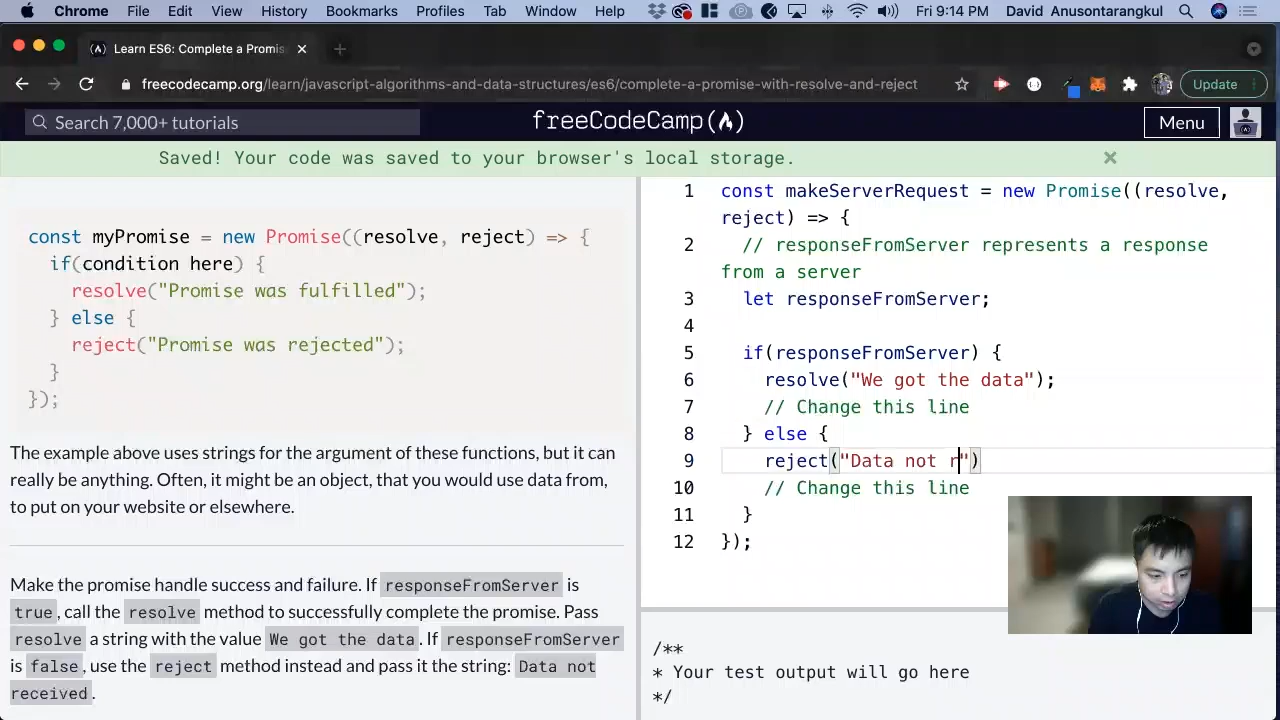 Chrome File Edit View History Bookmarks Profiles Tab Window Help Fri 9:14 PM David Anusontarangkul
Learn ES6: Complete a Promis
freecodecamp.org/learn/javascript-algorithms-and-data-structures/es6/complete-a-promise-with-resolve-and-reject Update
Search 7,000+ tutorials freeCodeCamp Menu
Saved! Your code was saved to your browser's local storage.
const myPromise = new Promise((resolve, reject) => {
if(condition here) {
resolve("Promise was fulfilled");
} else {
reject("Promise was rejected");
}
});
The example above uses strings for the argument of these functions, but it can
really be anything. Often, it might be an object, that you would use data from,
to put on your website or elsewhere.
Make the promise handle success and failure. If responseFromServer is
true, call the resolve method to successfully complete the promise. Pass
resolve a string with the value We got the data. If responseFromServer
is false, use the reject method instead and pass it the string: Data not
received.
1 const makeServerRequest = new Promise((resolve,
reject) => {
2 // responseFromServer represents a response
from a server
3 let responseFromServer;
4
5 if(responseFromServer) {
6 resolve("We got the data");
7 // Change this line
8 } else {
9 reject("Data not r")
10 // Change this line
11 }
12 });
/**
* Your test output will go here
*/